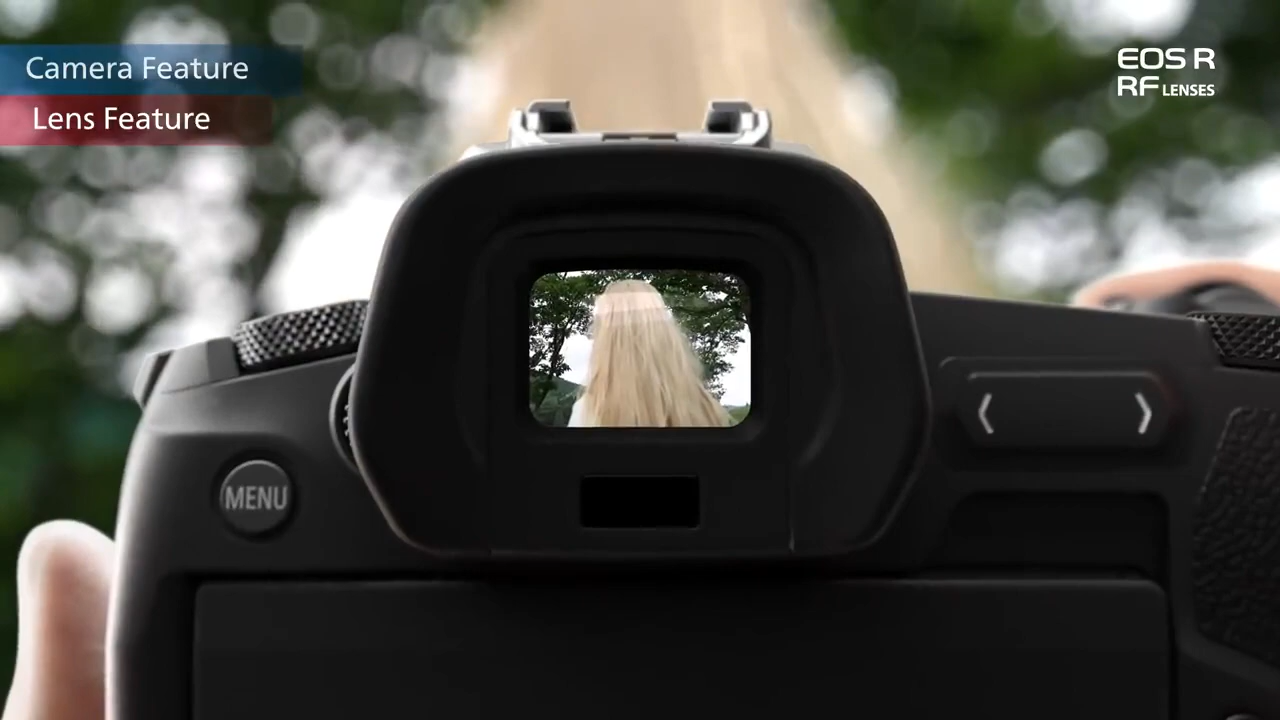 Camera Feature
Lens Feature
EOS R
RF LENSES
MENU